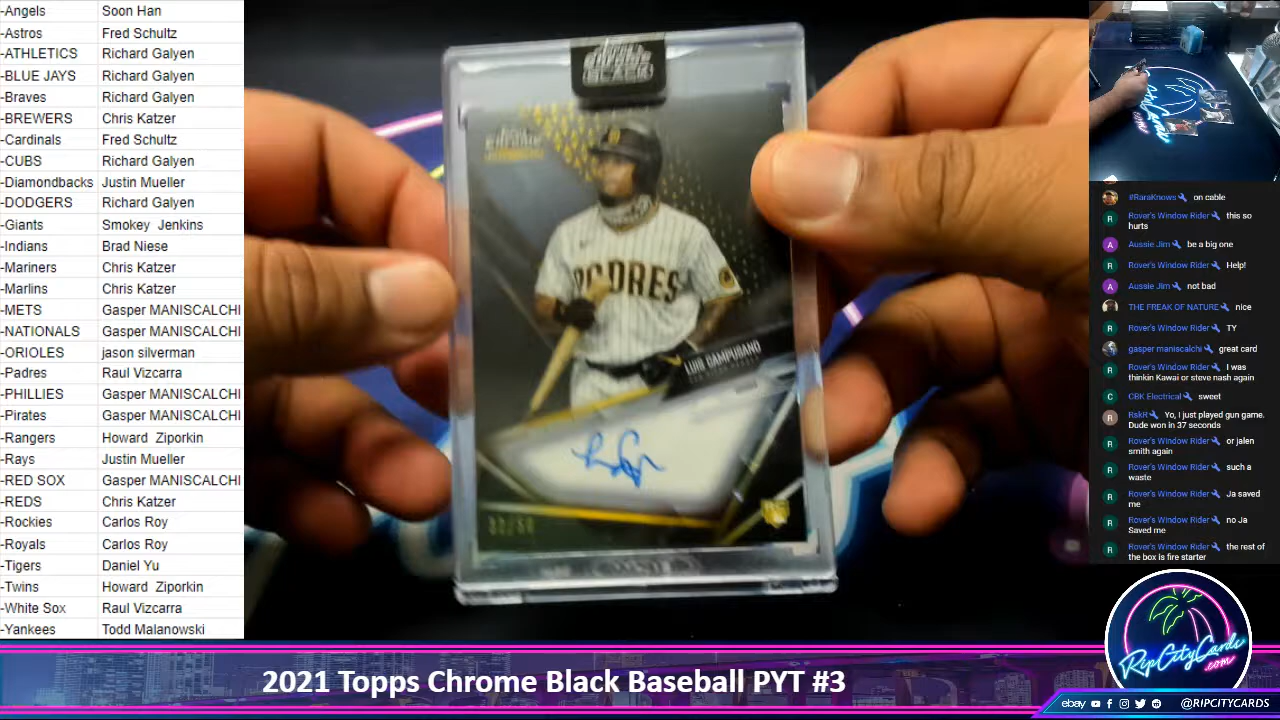 -Angels Soon Han
-Astros Fred Schultz
-ATHLETICS Richard Galyen
-BLUE JAYS Richard Galyen
-Braves Richard Galyen
-BREWERS Chris Katzer
-Cardinals Fred Schultz
-CUBS Richard Galyen
-Diamondbacks Justin Mueller
-DODGERS Richard Galyen
-Giants Smokey Jenkins
-Indians Brad Niese
-Mariners Chris Katzer
-Marlins Chris Katzer
-METS Gasper MANISCALCHI
-NATIONALS Gasper MANISCALCHI
-ORIOLES jason silverman
-Padres Raul Vizcarra
-PHILLIES Gasper MANISCALCHI
-Pirates Gasper MANISCALCHI
-Rangers Howard Ziporkin
-Rays Justin Mueller
-RED SOX Gasper MANISCALCHI
-REDS Chris Katzer
-Rockies Carlos Roy
-Royals Carlos Roy
-Tigers Daniel Yu
-Twins Howard Ziporkin
-White Sox Raul Vizcarra
-Yankees Todd Malanowski
CHROME
BLACK
CHROME
PADRES
LUIS CAMPUSANO
RC
#RaraKnows on cable
Rover's Window Rider this so
hurts
Aussie Jim be a big one
Rover's Window Rider Help!
Aussie Jim not bad
THE FREAK OF NATURE nice
Rover's Window Rider TY
gasper maniscalchi great card
Rover's Window Rider I was
thinkin Kawai or steve nash again
CBK Electrical sweet
RskR Yo, I just played gun game.
Dude won in 37 seconds
Rover's Window Rider or jalen
smith again
Rover's Window Rider such a
waste
Rover's Window Rider Ja saved
me
Rover's Window Rider no Ja
Saved me
Rover's Window Rider the rest of
the box is fire starter
RipCityCards
.com
2021 Topps Chrome Black Baseball PYT #3
ebay @RIPCITYCARDS